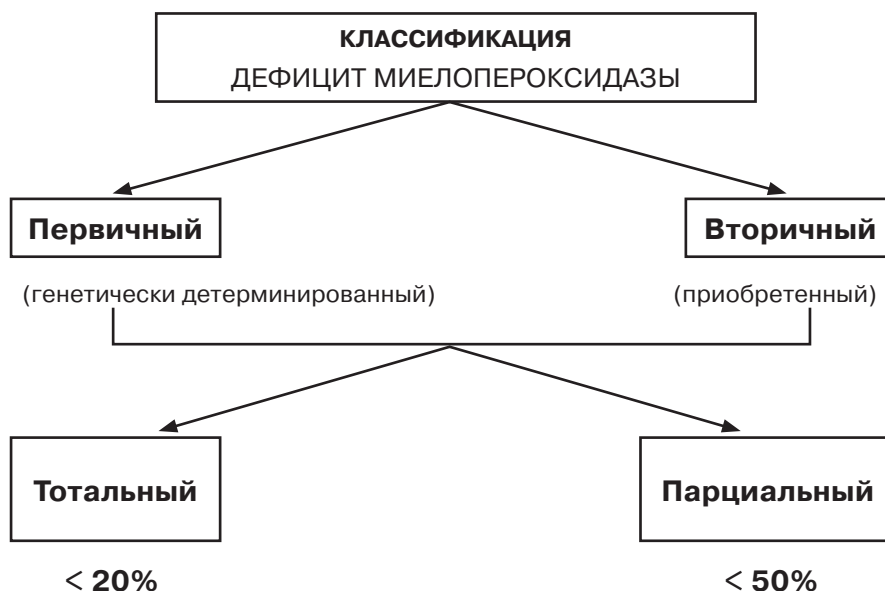 КЛАССИФИКАЦИЯ
ДЕФИЦИТ МИЕЛОПЕРОКСИДАЗЫ
Первичный
Вторичный
(генетически детерминированный)
(приобретенный)
Тотальный
Парциальный
< 20%
< 50%